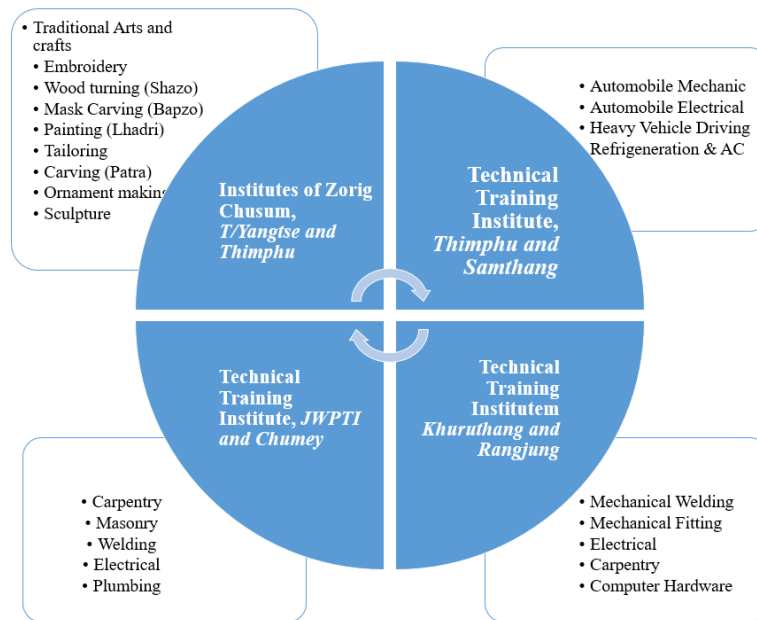 • Traditional Arts and
crafts
• Embroidery
• Wood turning (Shazo)
• Mask Carving (Bapzo)
• Painting (Lhadri)
• Tailoring
• Carving (Patra)
• Ornament making
• Sculpture
Institutes of Zorig
Chusum,
T/Yangtse and
Thimphu
• Automobile Mechanic
• Automobile Electrical
• Heavy Vehicle Driving
Refrigeneration & AC
Technical
Training
Institute,
Thimphu and
Samthang
Technical
Training
Institute, JWPTI
and Chumey
• Carpentry
• Masonry
• Welding
• Electrical
• Plumbing
Technical
Training
Institutem
Khuruthang and
Rangjung
• Mechanical Welding
• Mechanical Fitting
• Electrical
• Carpentry
• Computer Hardware